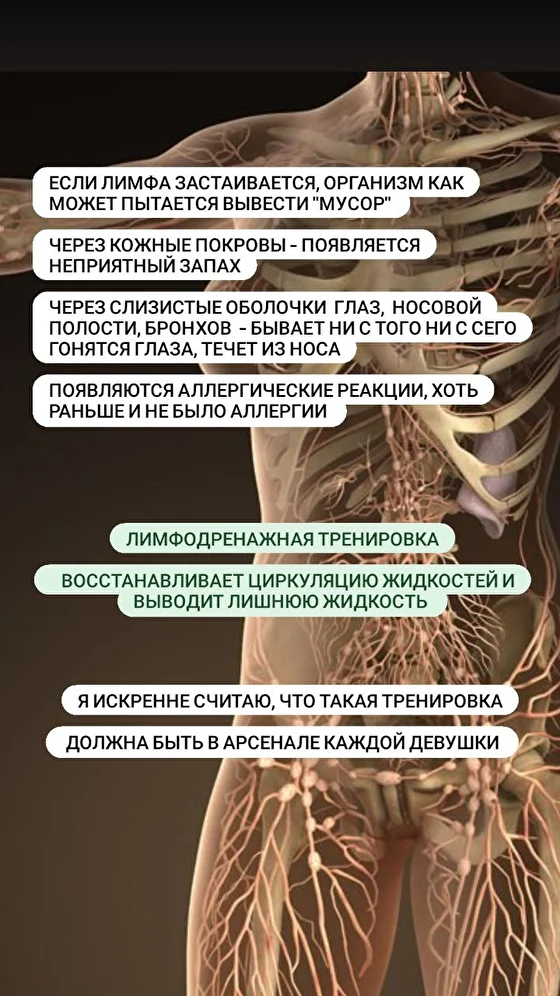 ЕСЛИ ЛИМФА ЗАСТАИВАЕТСЯ, ОРГАНИЗМ КАК
МОЖЕТ ПЫТАЕТСЯ ВЫВЕСТИ "МУСОР"
ЧЕРЕЗ КОЖНЫЕ ПОКРОВЫ - ПОЯВЛЯЕТСЯ
НЕПРИЯТНЫЙ ЗАПАХ
ЧЕРЕЗ СЛИЗИСТЫЕ ОБОЛОЧКИ ГЛАЗ, НОСОВОЙ
ПОЛОСТИ, БРОНХОВ - БЫВАЕТ НИ С ТОГО НИ С СЕГО
ГОНЯТСЯ ГЛАЗА, ТЕЧЕТ ИЗ НОСА
ПОЯВЛЯЮТСЯ АЛЛЕРГИЧЕСКИЕ РЕАКЦИИ, ХОТЬ
РАНЬШЕ И НЕ БЫЛО АЛЛЕРГИИ
ЛИМФОДРЕНАЖНАЯ ТРЕНИРОВКА
ВОССТАНАВЛИВАЕТ ЦИРКУЛЯЦИЮ ЖИДКОСТЕЙ И
ВЫВОДИТ ЛИШНЮЮ ЖИДКОСТЬ
Я ИСКРЕННЕ СЧИТАЮ, ЧТО ТАКАЯ ТРЕНИРОВКА
ДОЛЖНА БЫТЬ В АРСЕНАЛЕ КАЖДОЙ ДЕВУШКИ